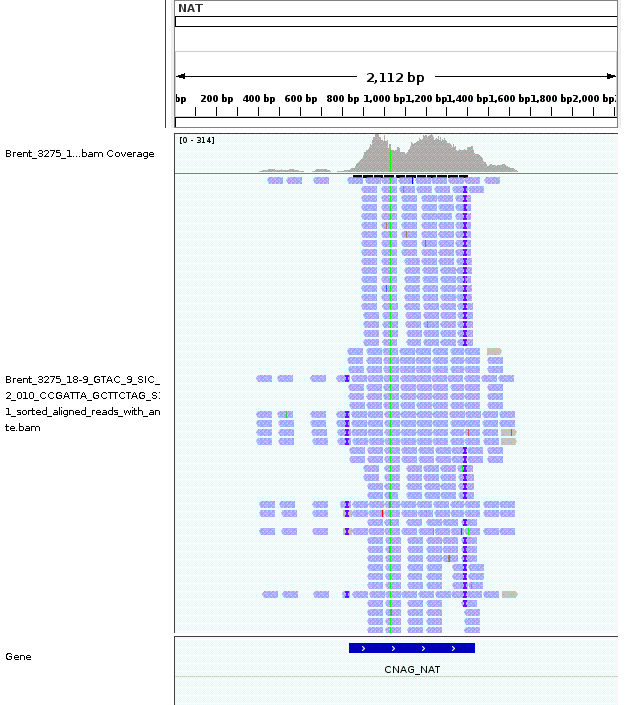 NAT
2,112 bp
bp 200 bp 400 bp 600 bp 800 bp 1,000 bp 1,200 bp 1,400 bp 1,600 bp 1,800 bp 2,000 bp
[0 - 314]
Brent_3275_1...bam Coverage
Brent_3275_18-9_GTAC_9_SIC_
2_010_CCGATTA_GCTTCTAG_S
1_sorted_aligned_reads_with_an
te.bam
Gene
CNAG_NAT